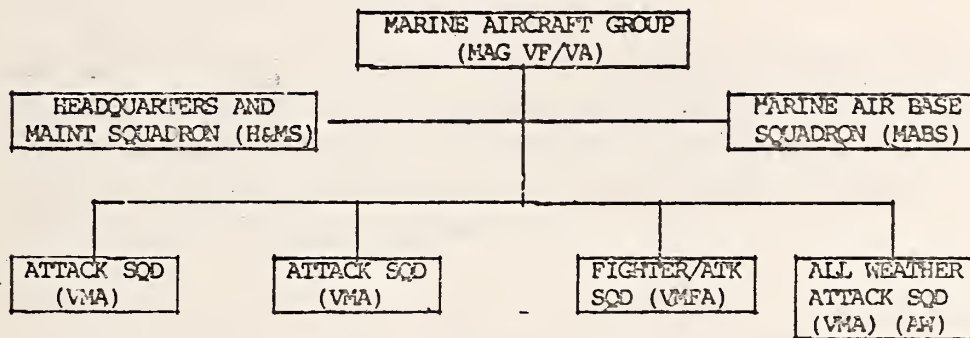 MARINE AIRCRAFT GROUP
(MAG VF/VA)
HEADQUARTERS AND
MAINT SQUADRON (H&MS)
MARINE AIR BASE
SQUADRON (MABS)
ATTACK SQD
(VMA)
ATTACK SQD
(VMA)
FIGHTER/ATK
SQD (VMFA)
ALL WEATHER
ATTACK SQD
(VMA) (AW)